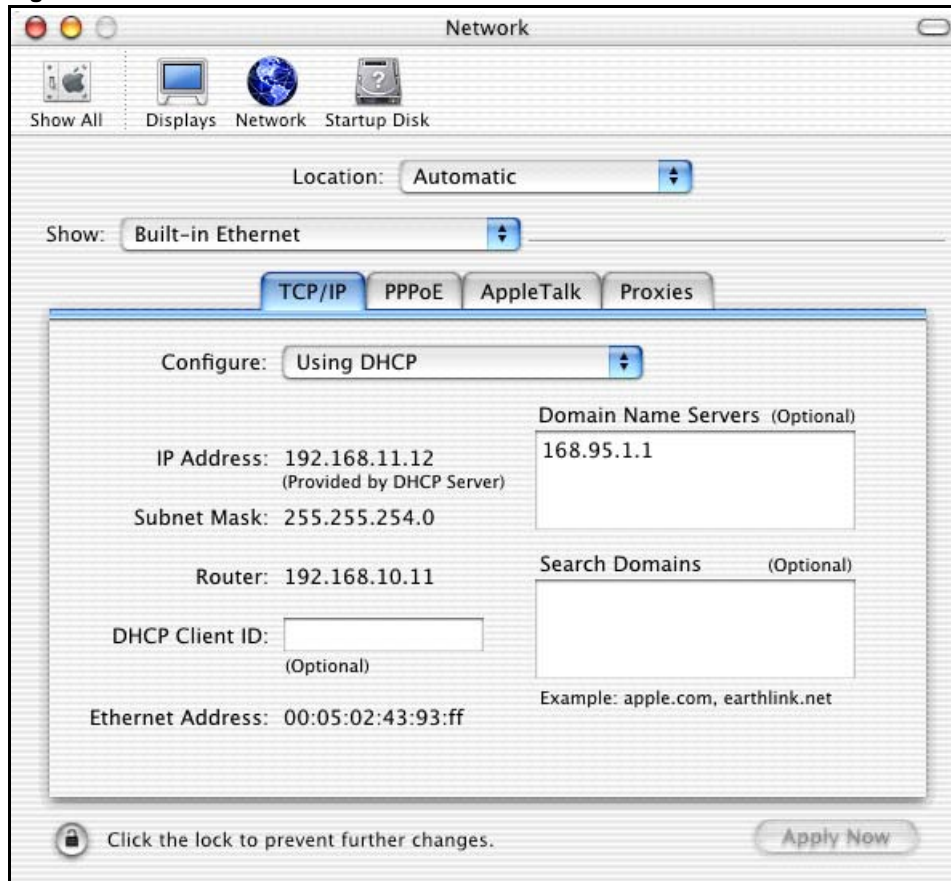 Network
Show All Displays Network Startup Disk
Location: Automatic
Show: Built-in Ethernet
TCP/IP PPPoE AppleTalk Proxies
Configure: Using DHCP
Domain Name Servers (Optional)
168.95.1.1
IP Address: 192.168.11.12
(Provided by DHCP Server)
Subnet Mask: 255.255.254.0
Router: 192.168.10.11
Search Domains (Optional)
DHCP Client ID:
(Optional)
Example: apple.com, earthlink.net
Ethernet Address: 00:05:02:43:93:ff
Click the lock to prevent further changes.
Apply Now